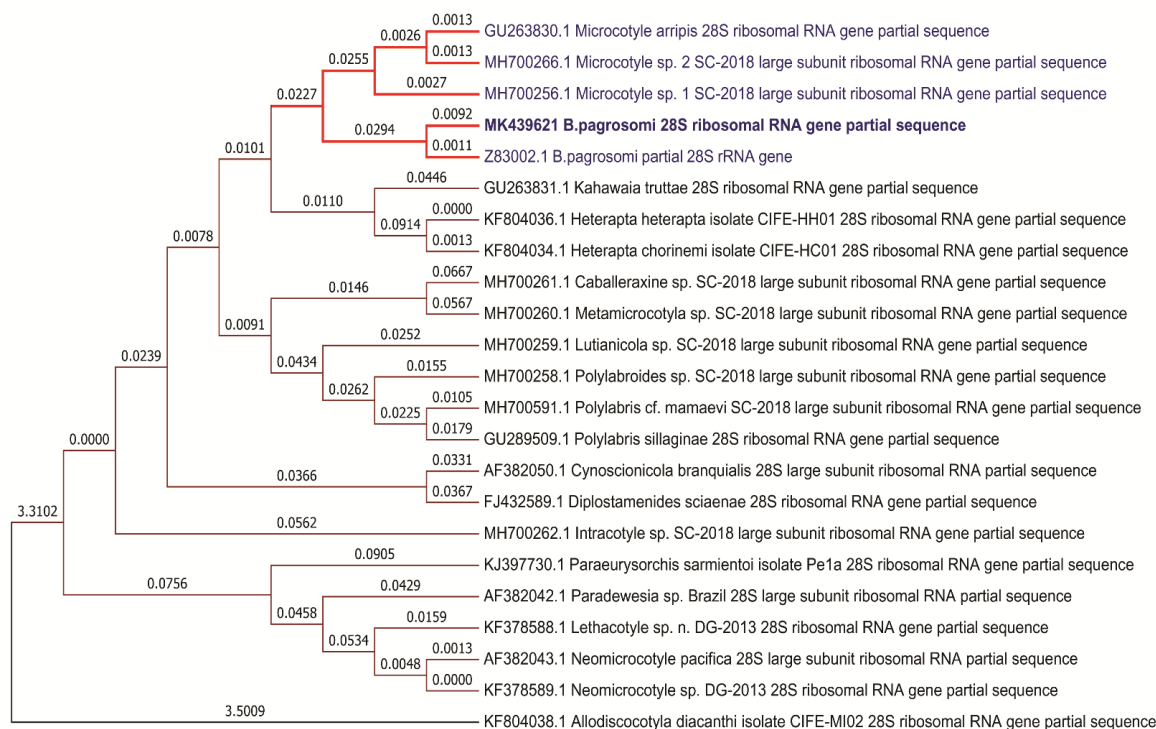 0.0013
GU263830.1 Microcotyle arripis 28S ribosomal RNA gene partial sequence
0.0026
0.0013
MH700266.1 Microcotyle sp. 2 SC-2018 large subunit ribosomal RNA gene partial sequence
0.0255
0.0027
MH700256.1 Microcotyle sp. 1 SC-2018 large subunit ribosomal RNA gene partial sequence
0.0227
0.0092
MK439621 B.pagrosomi 28S ribosomal RNA gene partial sequence
0.0294
0.0011
Z83002.1 B.pagrosomi partial 28S rRNA gene
0.0101
0.0446
GU263831.1 Kahawaia truttae 28S ribosomal RNA gene partial sequence
0.0110
0.0000
KF804036.1 Heterapta heterapta isolate CIFE-HH01 28S ribosomal RNA gene partial sequence
0.0914
0.0013
KF804034.1 Heterapta chorinemi isolate CIFE-HC01 28S ribosomal RNA gene partial sequence
0.0078
0.0667
MH700261.1 Caballeraxine sp. SC-2018 large subunit ribosomal RNA gene partial sequence
0.0146
0.0567
MH700260.1 Metamicrocotyla sp. SC-2018 large subunit ribosomal RNA gene partial sequence
0.0091
0.0252
MH700259.1 Lutianicola sp. SC-2018 large subunit ribosomal RNA gene partial sequence
0.0434
0.0155
MH700258.1 Polylabroides sp. SC-2018 large subunit ribosomal RNA gene partial sequence
0.0262
0.0105
MH700591.1 Polylabris cf. mamaevi SC-2018 large subunit ribosomal RNA gene partial sequence
0.0225
0.0179
GU289509.1 Polylabris sillaginae 28S ribosomal RNA gene partial sequence
0.0239
0.0331
AF382050.1 Cynoscionicola branquialis 28S large subunit ribosomal RNA partial sequence
0.0366
0.0367
FJ432589.1 Diplostamenides sciaenae 28S ribosomal RNA gene partial sequence
0.0000
0.0562
MH700262.1 Intracotyle sp. SC-2018 large subunit ribosomal RNA gene partial sequence
3.3102
0.0905
KJ397730.1 Paraeurysorchis sarmientoi isolate Pe1a 28S ribosomal RNA gene partial sequence
0.0756
0.0429
AF382042.1 Paradewesia sp. Brazil 28S large subunit ribosomal RNA partial sequence
0.0458
0.0159
KF378588.1 Lethacotyle sp. n. DG-2013 28S ribosomal RNA gene partial sequence
0.0534
0.0013
AF382043.1 Neomicrocotyle pacifica 28S large subunit ribosomal RNA partial sequence
0.0048
0.0000
KF378589.1 Neomicrocotyle sp. DG-2013 28S ribosomal RNA gene partial sequence
3.5009
KF804038.1 Allodiscocotyla diacanthi isolate CIFE-MI02 28S ribosomal RNA gene partial sequence